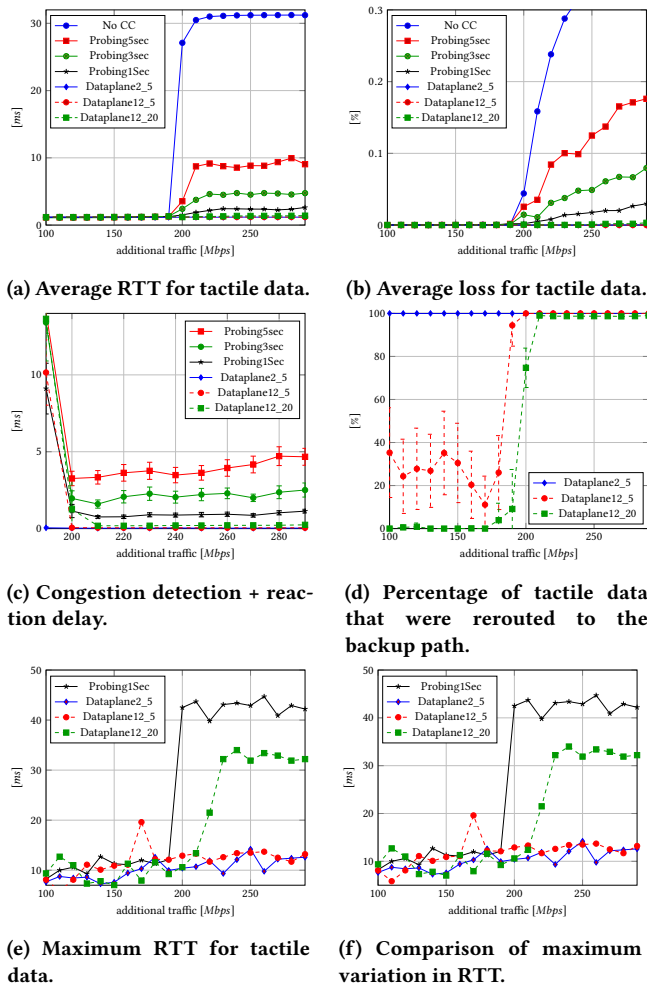 No CC
Probing5sec
Probing3sec
Probing1Sec
Dataplane2_5
Dataplane12_5
Dataplane12_20
30
20
10
0
[ms]
100 150 200 250
additional traffic [Mbps]
(a) Average RTT for tactile data.
No CC
Probing5sec
Probing3sec
Probing1Sec
Dataplane2_5
Dataplane12_5
Dataplane12_20
0.3
0.2
0.1
0
[%]
100 150 200 250
additional traffic [Mbps]
(b) Average loss for tactile data.
Probing5sec
Probing3sec
Probing1Sec
Dataplane2_5
Dataplane12_5
Dataplane12_20
10
5
0
[ms]
200 220 240 260 280
additional traffic [Mbps]
(c) Congestion detection + reac-
tion delay.
100
80
60
40
20
0
[%]
Dataplane2_5
Dataplane12_5
Dataplane12_20
100 150 200 250
additional traffic [Mbps]
(d) Percentage of tactile data
that were rerouted to the
backup path.
Probing1Sec
Dataplane2_5
Dataplane12_5
Dataplane12_20
50
40
30
20
10
[ms]
100 150 200 250
additional traffic [Mbps]
(e) Maximum RTT for tactile
data.
Probing1Sec
Dataplane2_5
Dataplane12_5
Dataplane12_20
50
40
30
20
10
[ms]
100 150 200 250
additional traffic [Mbps]
(f) Comparison of maximum
variation in RTT.